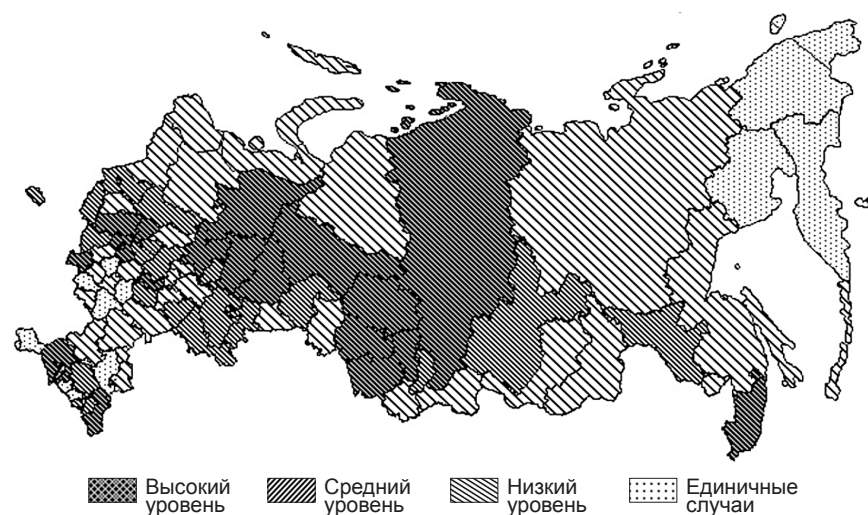 Высокий
уровень
Средний
уровень
Низкий
уровень
Единичные
случаи